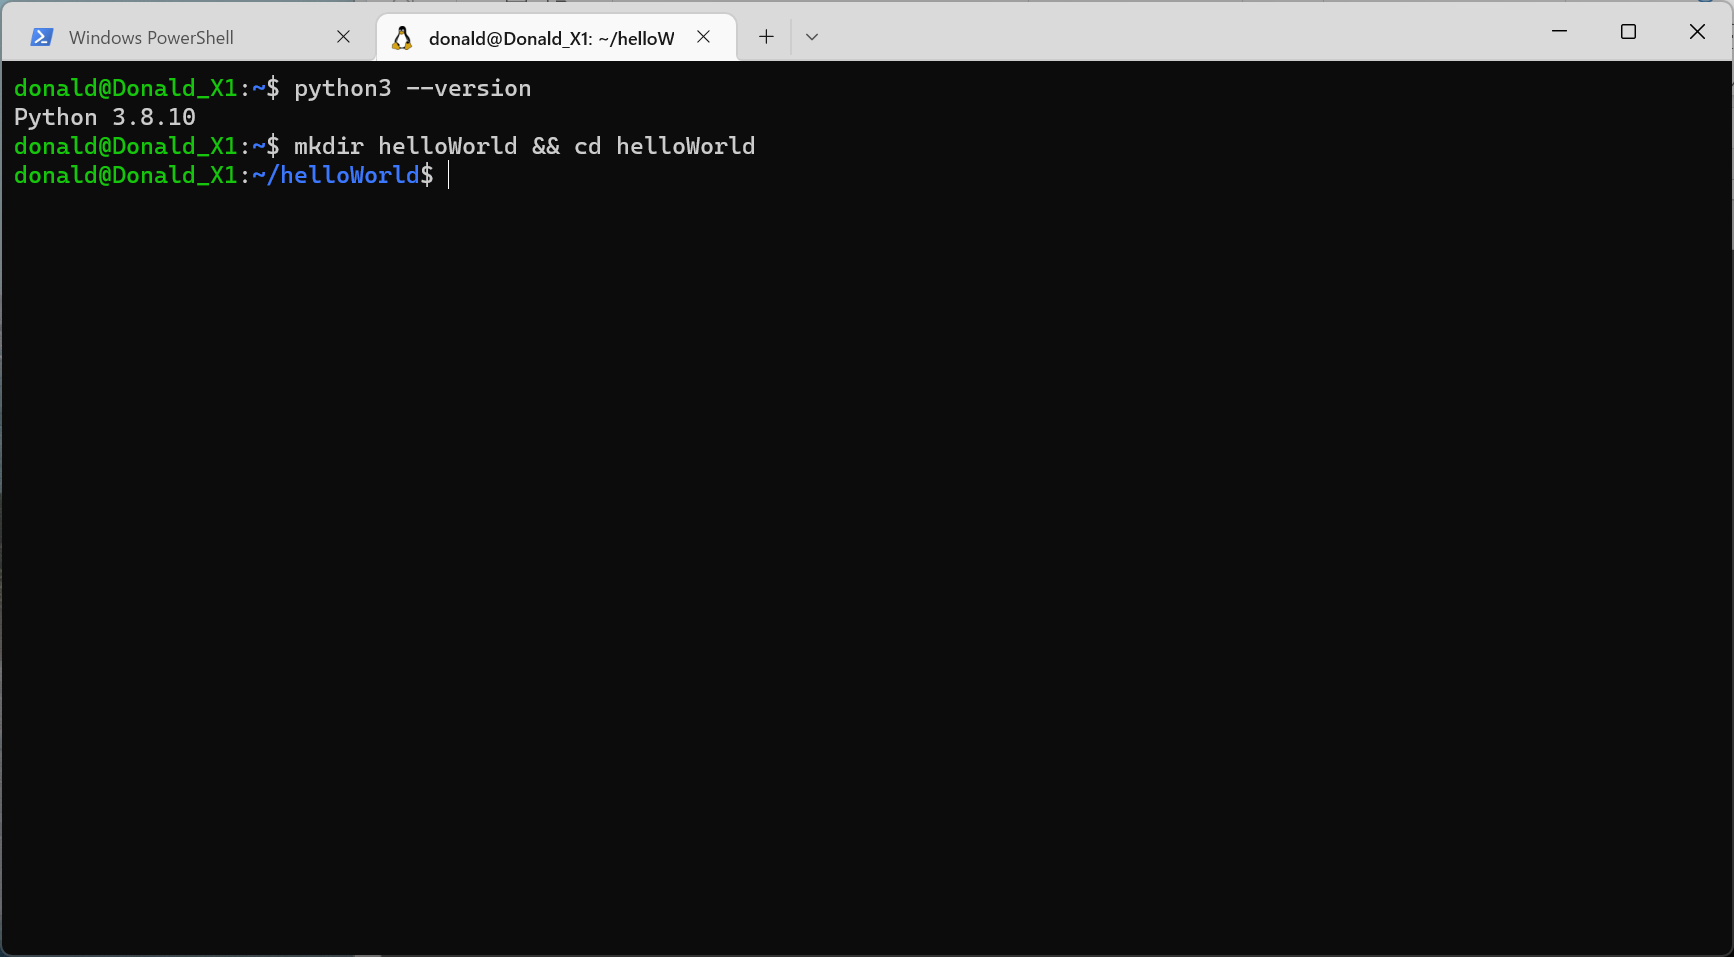 Windows PowerShell
donald@Donald_X1: ~/helloW
donald@Donald_X1:~$ python3 --version
Python 3.8.10
donald@Donald_X1:~$ mkdir helloWorld && cd helloWorld
donald@Donald_X1:~/helloWorld$